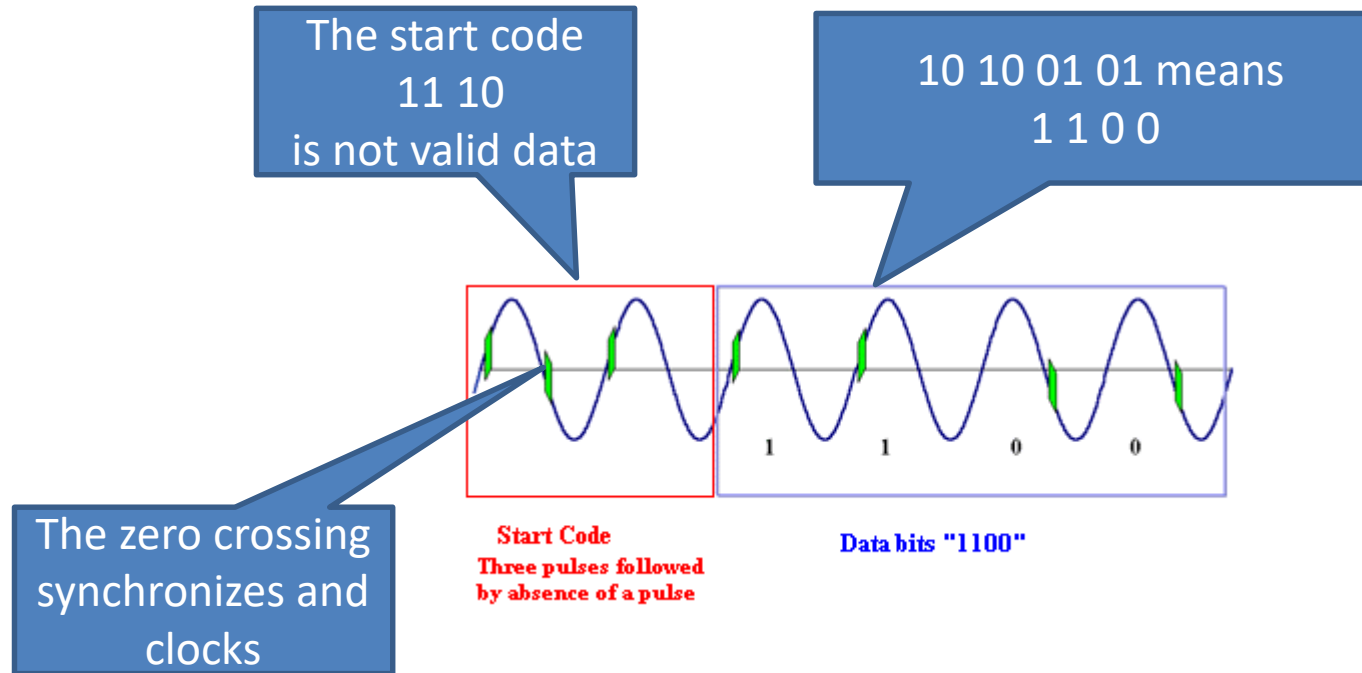 The start code
11 10
is not valid data
10 10 01 01 means
1 1 0 0
1 1 0 0
The zero crossing
synchronizes and
clocks
Start Code
Three pulses followed
by absence of a pulse
Data bits "1100"